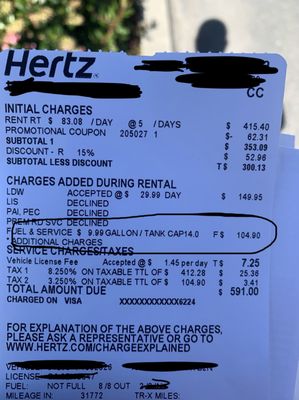 Hertz
CC
INITIAL CHARGES
RENT RT $ 83.08 /DAY @ 5 /DAYS $ 415.40
PROMOTIONAL COUPON 205027 1 $- 62.31
SUBTOTAL 1 $ 353.09
DISCOUNT - R 15% $ 52.96
SUBTOTAL LESS DISCOUNT T$ 300.13
CHARGES ADDED DURING RENTAL
LDW ACCEPTED @ $ 29.99 DAY $ 149.95
LIS DECLINED
PAI, PEC DECLINED
PREM RD SVC DECLINED
FUEL & SERVICE $ 9.99 GALLON / TANK CAP14.0 F$ 104.90
ADDITIONAL CHARGES
SERVICE CHARGES/TAXES
Vehicle License Fee Accepted @ $ 1.45 per day T$ 7.25
TAX 1 8.250% ON TAXABLE TTL OF $ 412.28 $ 25.36
TAX 2 3.250% ON TAXABLE TTL OF $ 104.90 $ 3.41
TOTAL AMOUNT DUE $ 591.00
CHARGED ON VISA XXXXXXXXXXXX6224
FOR EXPLANATION OF THE ABOVE CHARGES,
PLEASE ASK A REPRESENTATIVE OR GO TO
WWW.HERTZ.COM/CHARGEEXPLAINED
LICENSE
FUEL: NOT FULL 8/8 OUT
MILEAGE IN: 31772 TR-X MILES: